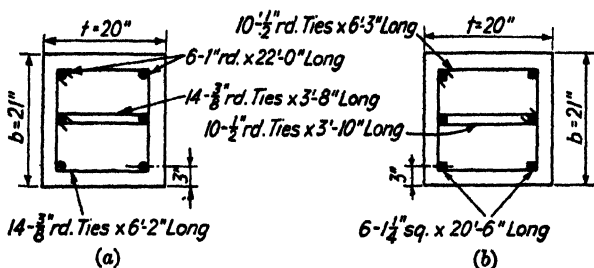 t=20"
6-1"rd. x 22'-0"Long
14-3/8"rd. Ties x 3'-8"Long
b=21"
3"
14-3/8"rd. Ties x 6'-2"Long
(a)
10-1/2"rd. Ties x 6'-3"Long
t=20"
10-1/2"rd. Ties x 3'-10"Long
b=21"
3"
6-1 1/4"sq. x 20'-6"Long
(b)